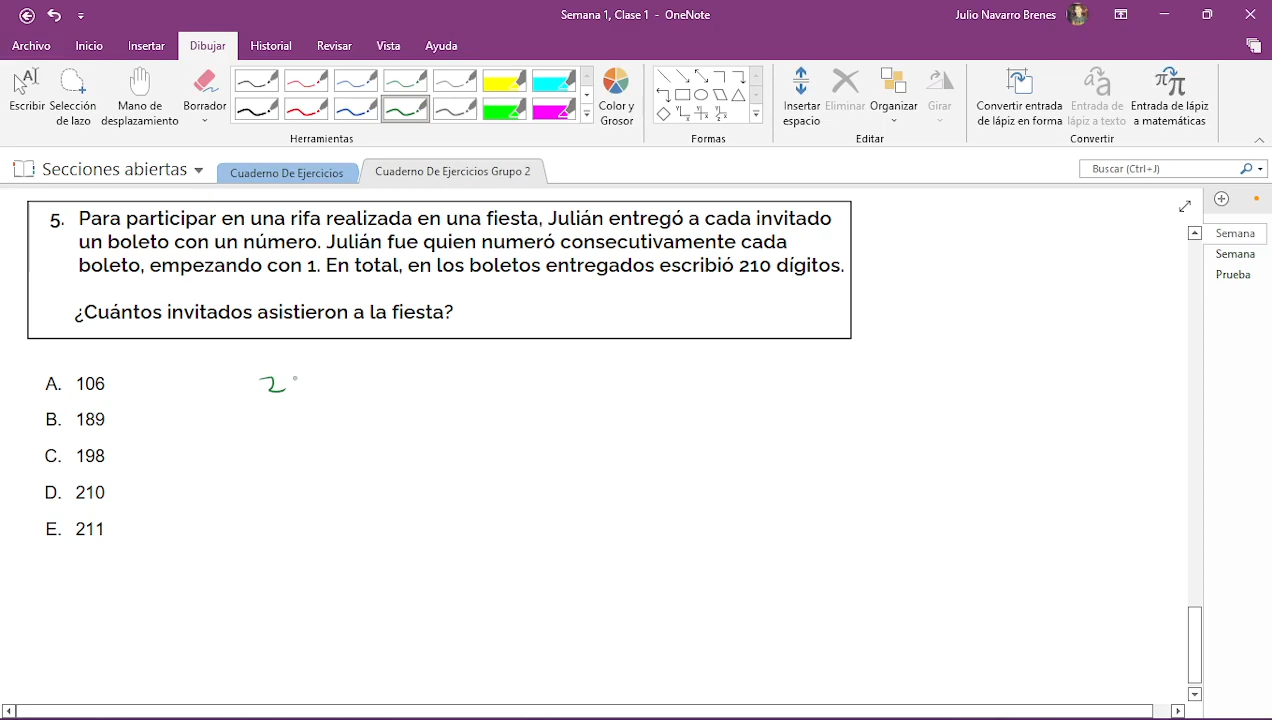 Semana 1, Clase 1 - OneNote
Julio Navarro Brenes
Archivo Inicio Insertar Dibujar Historial Revisar Vista Ayuda
Escribir
Selección de lazo
Mano de desplazamiento
Borrador
Color y Grosor
Insertar espacio
Eliminar
Organizar
Girar
Convertir entrada de lápiz en forma
Entrada de lápiz a texto
Entrada de lápiz a matemáticas
Herramientas
Formas
Editar
Convertir
Secciones abiertas
Cuaderno De Ejercicios
Cuaderno De Ejercicios Grupo 2
Buscar (Ctrl+J)
Semana
Semana
Prueba
5. Para participar en una rifa realizada en una fiesta, Julián entregó a cada invitado
un boleto con un número. Julián fue quien numeró consecutivamente cada
boleto, empezando con 1. En total, en los boletos entregados escribió 210 dígitos.
¿Cuántos invitados asistieron a la fiesta?
A. 106
B. 189
C. 198
D. 210
E. 211
2